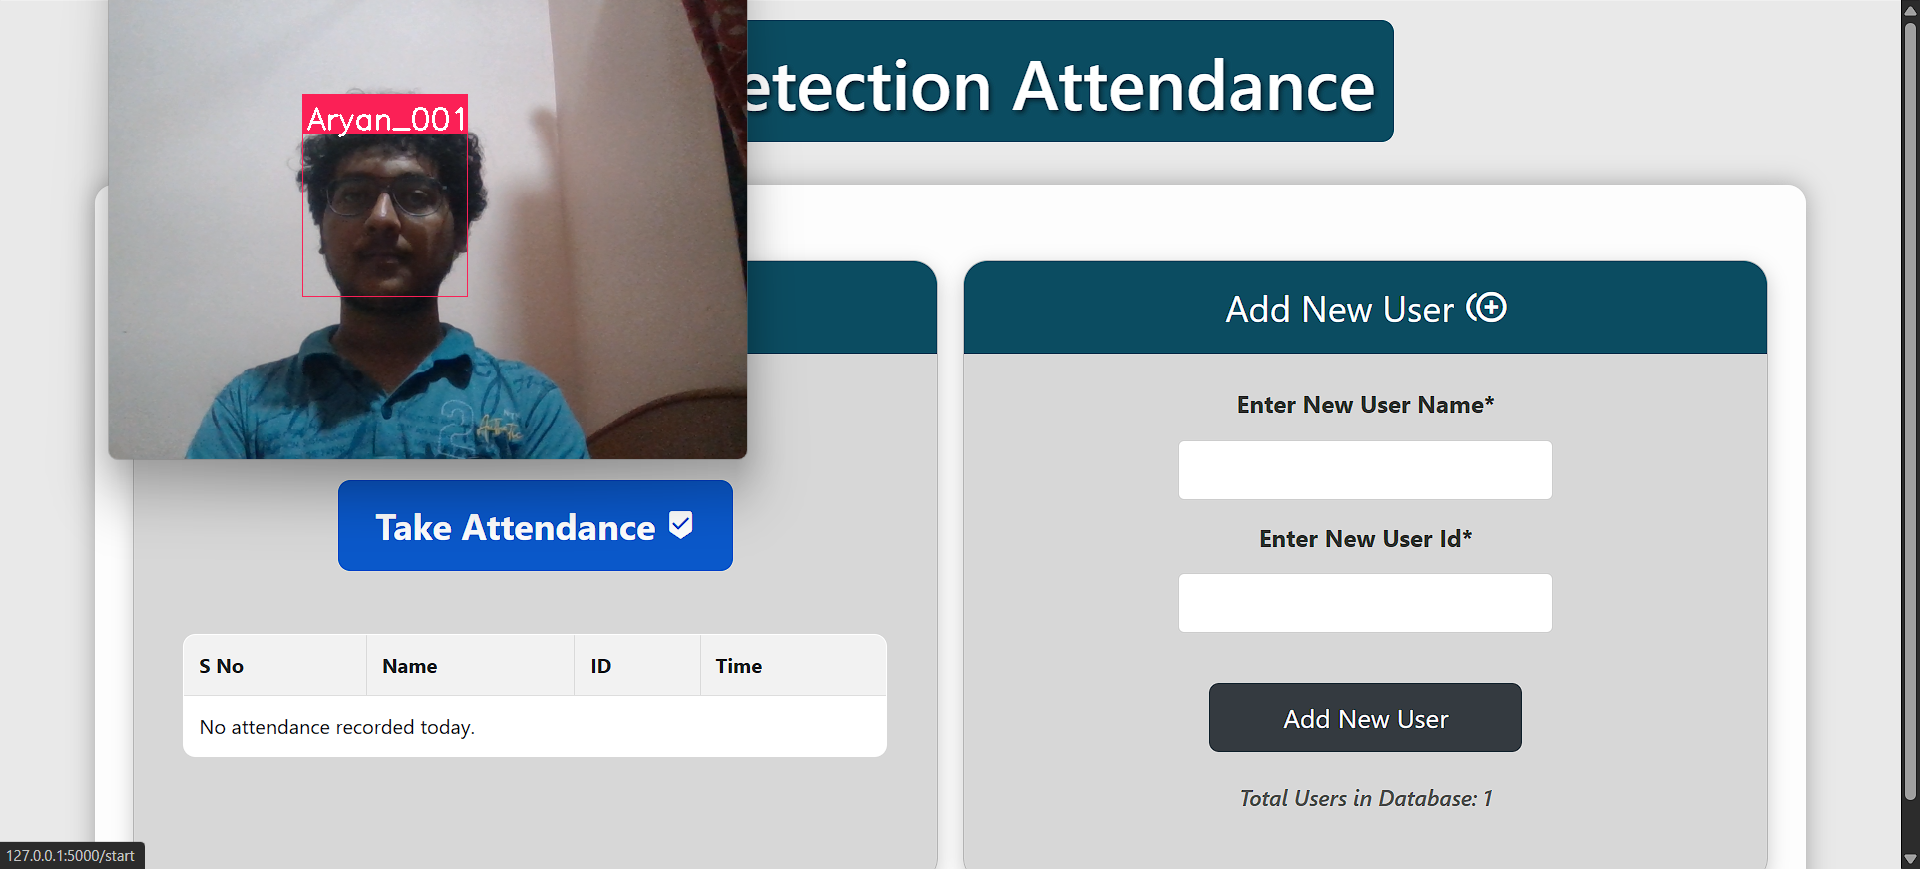 etection Attendance
Aryan_001
Add New User
Enter New User Name*
Enter New User Id*
Add New User
Total Users in Database: 1
Take Attendance
S No Name ID Time
No attendance recorded today.
127.0.0.1:5000/start